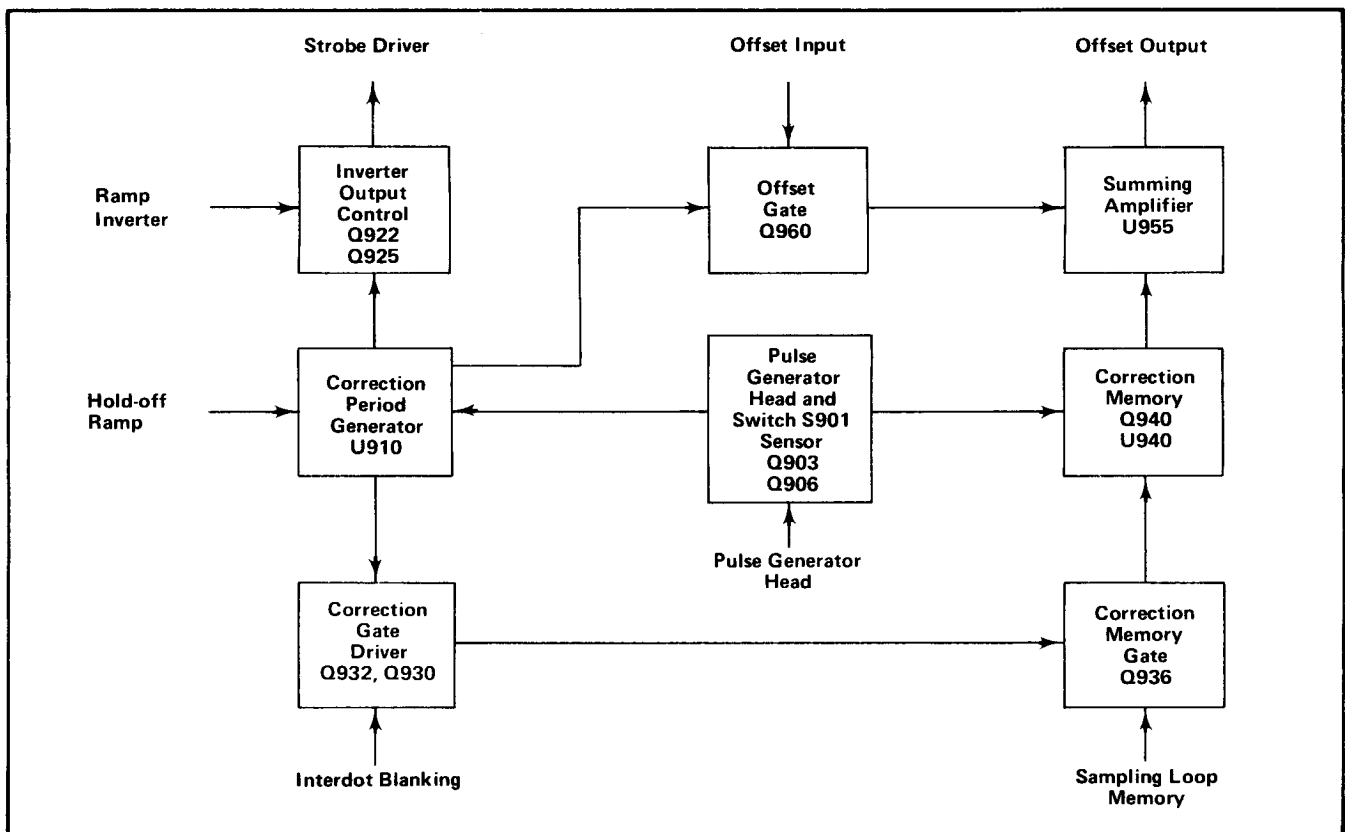 Strobe Driver
Offset Input
Offset Output
Ramp
Inverter
Inverter
Output
Control
Q922
Q925
Offset
Gate
Q960
Summing
Amplifier
U955
Hold-off
Ramp
Correction
Period
Generator
U910
Pulse
Generator
Head and
Switch S901
Sensor
Q903
Q906
Correction
Memory
Q940
U940
Pulse Generator
Head
Correction
Gate
Driver
Q932, Q930
Correction
Memory
Gate
Q936
Interdot Blanking
Sampling Loop
Memory